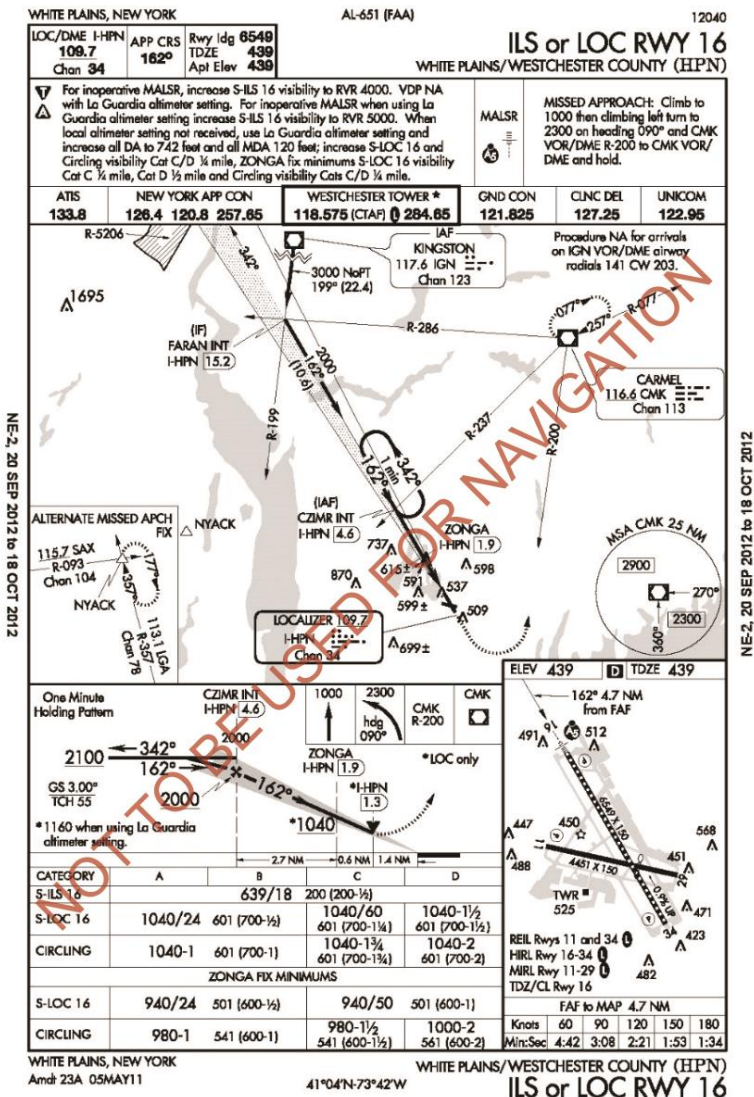 WHITE PLAINS, NEW YORK
AL-651 (FAA)
12040
LOC/DME I-HPN
109.7
Chan 34
APP CRS
162°
Rwy ldg 6549
TDZE 439
Apt Elev 439
ILS or LOC RWY 16
WHITE PLAINS/WESTCHESTER COUNTY (HPN)
T
A
For inoperative MALSR, increase S-ILS 16 visibility to RVR 4000. VDP NA
with La Guardia altimeter setting. For inoperative MALSR when using La
Guardia altimeter setting increase S-ILS 16 visibility to RVR 5000. When
local altimeter setting not received, use La Guardia altimeter setting and
increase all DA to 742 feet and all MDA 120 feet; increase S-LOC 16 and
Circling visibility Cat C/D ¼ mile, ZONGA fix minimums S-LOC 16 visibility
Cat C ¼ mile, Cat D ½ mile and Circling visibility Cats C/D ¼ mile.
MALSR
A5
MISSED APPROACH: Climb to
1000 then climbing left turn to
2300 on heading 090° and CMK
VOR/DME R-200 to CMK VOR/
DME and hold.
ATIS
133.8
NEW YORK APP CON
126.4 120.8 257.65
WESTCHESTER TOWER *
118.575 (CTAF) L 284.65
GND CON
121.825
CLNC DEL
127.25
UNICOM
122.95
R-5206
342°
IAF
KINGSTON
117.6 IGN
Chan 123
Procedure NA for arrivals
on IGN VOR/DME airway
radials 141 CW 203.
3000 NoPT
199° (22.4)
1695
077°
257°
R-077
(IF)
FARAN INT
I-HPN 15.2
R-286
2000
162°
(10.6)
CARMEL
116.6 CMK
Chan 113
R-199
R-237
R-200
342°
1 min
162°
(IAF)
CZIMR INT
I-HPN 4.6
ZONGA
I-HPN 1.9
ALTERNATE MISSED APCH
FIX
NYACK
115.7 SAX
R-093
Chan 104
177°
357°
NYACK
113.1 LGA
R-357
Chan 78
737
615±
591
598
870
537
599±
509
LOCALIZER 109.7
I-HPN
Chan 34
699±
MSA CMK 25 NM
2900
270°
2300
360°
NE-2, 20 SEP 2012 to 18 OCT 2012
NE-2, 20 SEP 2012 to 18 OCT 2012
NOT TO BE USED FOR NAVIGATION
One Minute
Holding Pattern
CZIMR INT
I-HPN 4.6
2000
1000
2300
hdg
090°
CMK
R-200
CMK
2100
342°
162°
GS 3.00°
TCH 55
2000
162°
ZONGA
I-HPN 1.9
*LOC only
*I-HPN
1.3
*1040
*1160 when using La Guardia
altimeter setting.
2.7 NM
0.6 NM
1.4 NM
ELEV 439
D
TDZE 439
162° 4.7 NM
from FAF
A5
491
512
16
6549 X 150
447
450
568
11
488
4451 X 150
451
29
TWR
525
0.9% UP
471
34
423
482
REIL Rwys 11 and 34 L
HIRL Rwy 16-34 L
MIRL Rwy 11-29 L
TDZ/CL Rwy 16
FAF to MAP 4.7 NM
Knots 60 90 120 150 180
Min:Sec 4:42 3:08 2:21 1:53 1:34
CATEGORY A B C D
S-ILS 16 639/18 200 (200-½)
S-LOC 16 1040/24 601 (700-½) 1040/60 601 (700-1¼) 1040-1½ 601 (700-1½)
CIRCLING 1040-1 601 (700-1) 1040-1¾ 601 (700-1¾) 1040-2 601 (700-2)
ZONGA FIX MINIMUMS
S-LOC 16 940/24 501 (600-½) 940/50 501 (600-1)
CIRCLING 980-1 541 (600-1) 980-1½ 541 (600-1½) 1000-2 561 (600-2)
WHITE PLAINS, NEW YORK
Amdt 23A 05MAY11
41°04'N-73°42'W
WHITE PLAINS/WESTCHESTER COUNTY (HPN)
ILS or LOC RWY 16